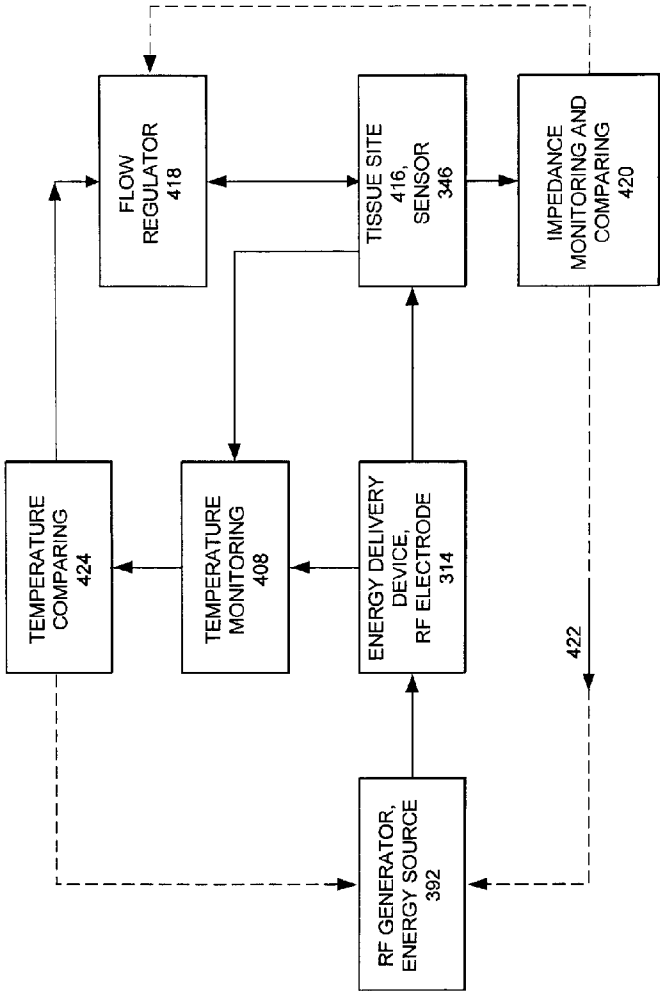 TEMPERATURE
COMPARING
424
FLOW
REGULATOR
418
TEMPERATURE
MONITORING
408
RF GENERATOR,
ENERGY SOURCE
392
ENERGY DELIVERY
DEVICE,
RF ELECTRODE
314
TISSUE SITE
416,
SENSOR
346
422
IMPEDANCE
MONITORING AND
COMPARING
420